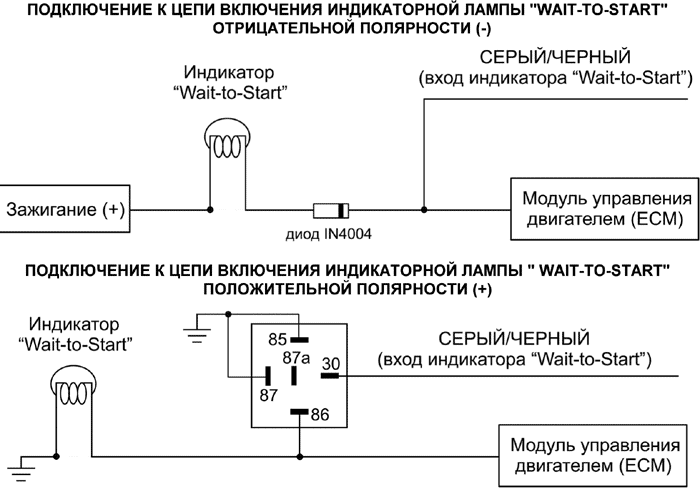 ПОДКЛЮЧЕНИЕ К ЦЕПИ ВКЛЮЧЕНИЯ ИНДИКАТОРНОЙ ЛАМПЫ "WAIT-TO-START"
ОТРИЦАТЕЛЬНОЙ ПОЛЯРНОСТИ (-)
СЕРЫЙ/ЧЕРНЫЙ
(вход индикатора “Wait-to-Start”)
Индикатор
“Wait-to-Start”
Зажигание (+)
диод IN4004
Модуль управления
двигателем (ECM)
ПОДКЛЮЧЕНИЕ К ЦЕПИ ВКЛЮЧЕНИЯ ИНДИКАТОРНОЙ ЛАМПЫ " WAIT-TO-START"
ПОЛОЖИТЕЛЬНОЙ ПОЛЯРНОСТИ (+)
Индикатор
“Wait-to-Start”
85
87a
30
87
86
СЕРЫЙ/ЧЕРНЫЙ
(вход индикатора “Wait-to-Start”)
Модуль управления
двигателем (ECM)